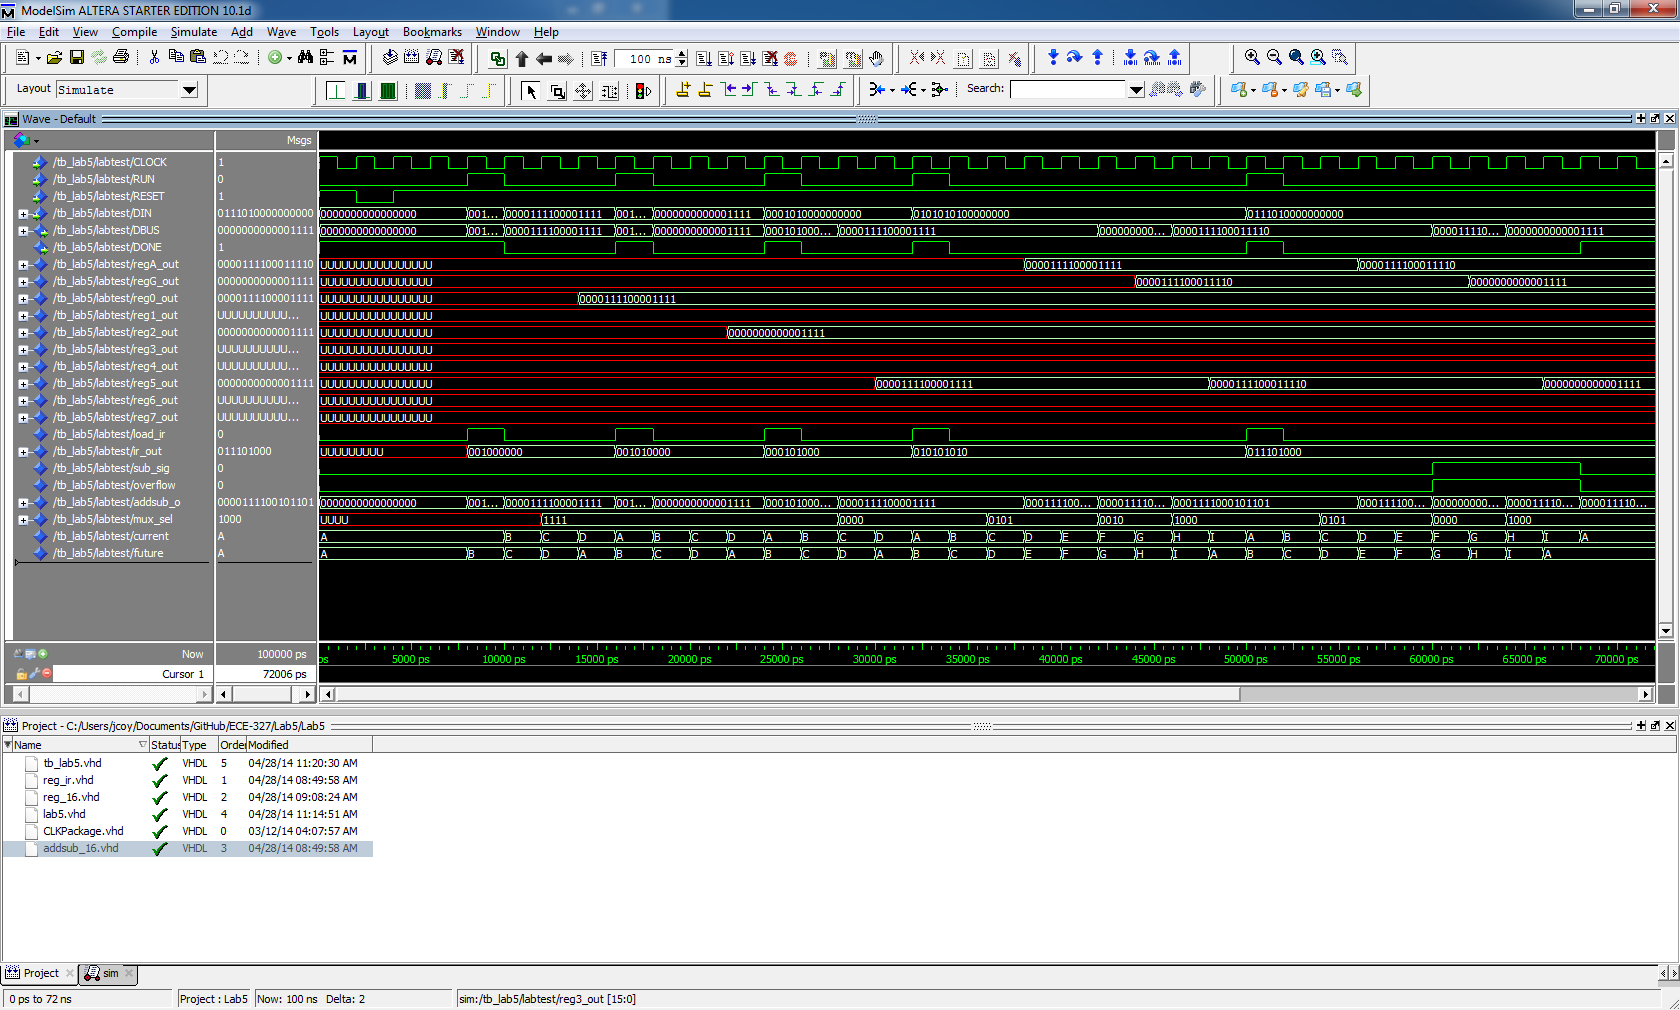 ModelSim ALTERA STARTER EDITION 10.1d
File Edit View Compile Simulate Add Wave Tools Layout Bookmarks Window Help
100 ns
Layout Simulate
Search:
Wave - Default
Msgs
/tb_lab5/labtest/CLOCK 1
/tb_lab5/labtest/RUN 0
/tb_lab5/labtest/RESET 1
/tb_lab5/labtest/DIN 0111010000000000 0000000000000000 001... 0000111100001111 001... 0000000000001111 0001010000000000 0101010100000000 0111010000000000
/tb_lab5/labtest/DBUS 0000000000001111 0000000000000000 001... 0000111100001111 001... 0000000000001111 000101000... 0000111100001111 000000000... 0000111100011110 000011110... 0000000000001111
/tb_lab5/labtest/DONE 1
/tb_lab5/labtest/regA_out 0000111100011110 UUUUUUUUUUUUUUUU 0000111100001111 0000111100011110
/tb_lab5/labtest/regG_out 0000000000001111 UUUUUUUUUUUUUUUU 0000111100011110 0000000000001111
/tb_lab5/labtest/reg0_out 0000111100001111 UUUUUUUUUUUUUUUU 0000111100001111
/tb_lab5/labtest/reg1_out UUUUUUUUUU... UUUUUUUUUUUUUUUU
/tb_lab5/labtest/reg2_out 0000000000001111 UUUUUUUUUUUUUUUU 0000000000001111
/tb_lab5/labtest/reg3_out UUUUUUUUUU... UUUUUUUUUUUUUUUU
/tb_lab5/labtest/reg4_out UUUUUUUUUU... UUUUUUUUUUUUUUUU
/tb_lab5/labtest/reg5_out 0000000000001111 UUUUUUUUUUUUUUUU 0000111100001111 0000111100011110 0000000000001111
/tb_lab5/labtest/reg6_out UUUUUUUUUU... UUUUUUUUUUUUUUUU
/tb_lab5/labtest/reg7_out UUUUUUUUUU... UUUUUUUUUUUUUUUU
/tb_lab5/labtest/load_ir 0
/tb_lab5/labtest/ir_out 011101000 UUUUUUUUU 001000000 001010000 000101000 010101010 011101000
/tb_lab5/labtest/sub_sig 0
/tb_lab5/labtest/overflow 0
/tb_lab5/labtest/addsub_o 0000111100101101 0000000000000000 001... 0000111100001111 001... 0000000000001111 000101000... 0000111100001111 000111100... 000011110... 0001111000101101 000111100... 000000000... 000011110... 000011110...
/tb_lab5/labtest/mux_sel 1000 UUUU 1111 0000 0101 0010 1000 0101 0000 1000
/tb_lab5/labtest/current A A B C D A B C D A B C D A B C D E F G H I A B C D E F G H I A
/tb_lab5/labtest/future A A B C D A B C D A B C D A B C D E F G H I A B C D E F G H I A
Now 100000 ps ps 5000 ps 10000 ps 15000 ps 20000 ps 25000 ps 30000 ps 35000 ps 40000 ps 45000 ps 50000 ps 55000 ps 60000 ps 65000 ps 70000 ps
Cursor 1 72006 ps
Project - C:/Users/jcoy/Documents/GitHub/ECE-327/Lab5/Lab5
Name Status Type Order Modified
tb_lab5.vhd VHDL 5 04/28/14 11:20:30 AM
reg_ir.vhd VHDL 1 04/28/14 08:49:58 AM
reg_16.vhd VHDL 2 04/28/14 09:08:24 AM
lab5.vhd VHDL 4 04/28/14 11:14:51 AM
CLKPackage.vhd VHDL 0 03/12/14 04:07:57 AM
addsub_16.vhd VHDL 3 04/28/14 08:49:58 AM
Project sim
0 ps to 72 ns Project : Lab5 Now: 100 ns Delta: 2 sim:/tb_lab5/labtest/reg3_out [15:0]